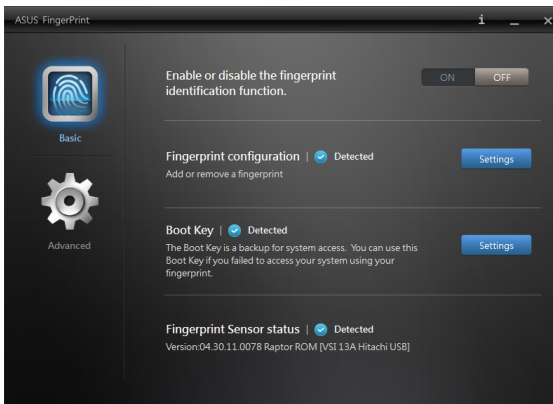 ASUS FingerPrint
i
Enable or disable the fingerprint
identification function.
ON OFF
Basic
Fingerprint configuration | Detected
Add or remove a fingerprint
Settings
Advanced
Boot Key | Detected
The Boot Key is a backup for system access. You can use this
Boot Key if you failed to access your system using your
fingerprint.
Settings
Fingerprint Sensor status | Detected
Version:04.30.11.0078 Raptor ROM [VSI 13A Hitachi USB]